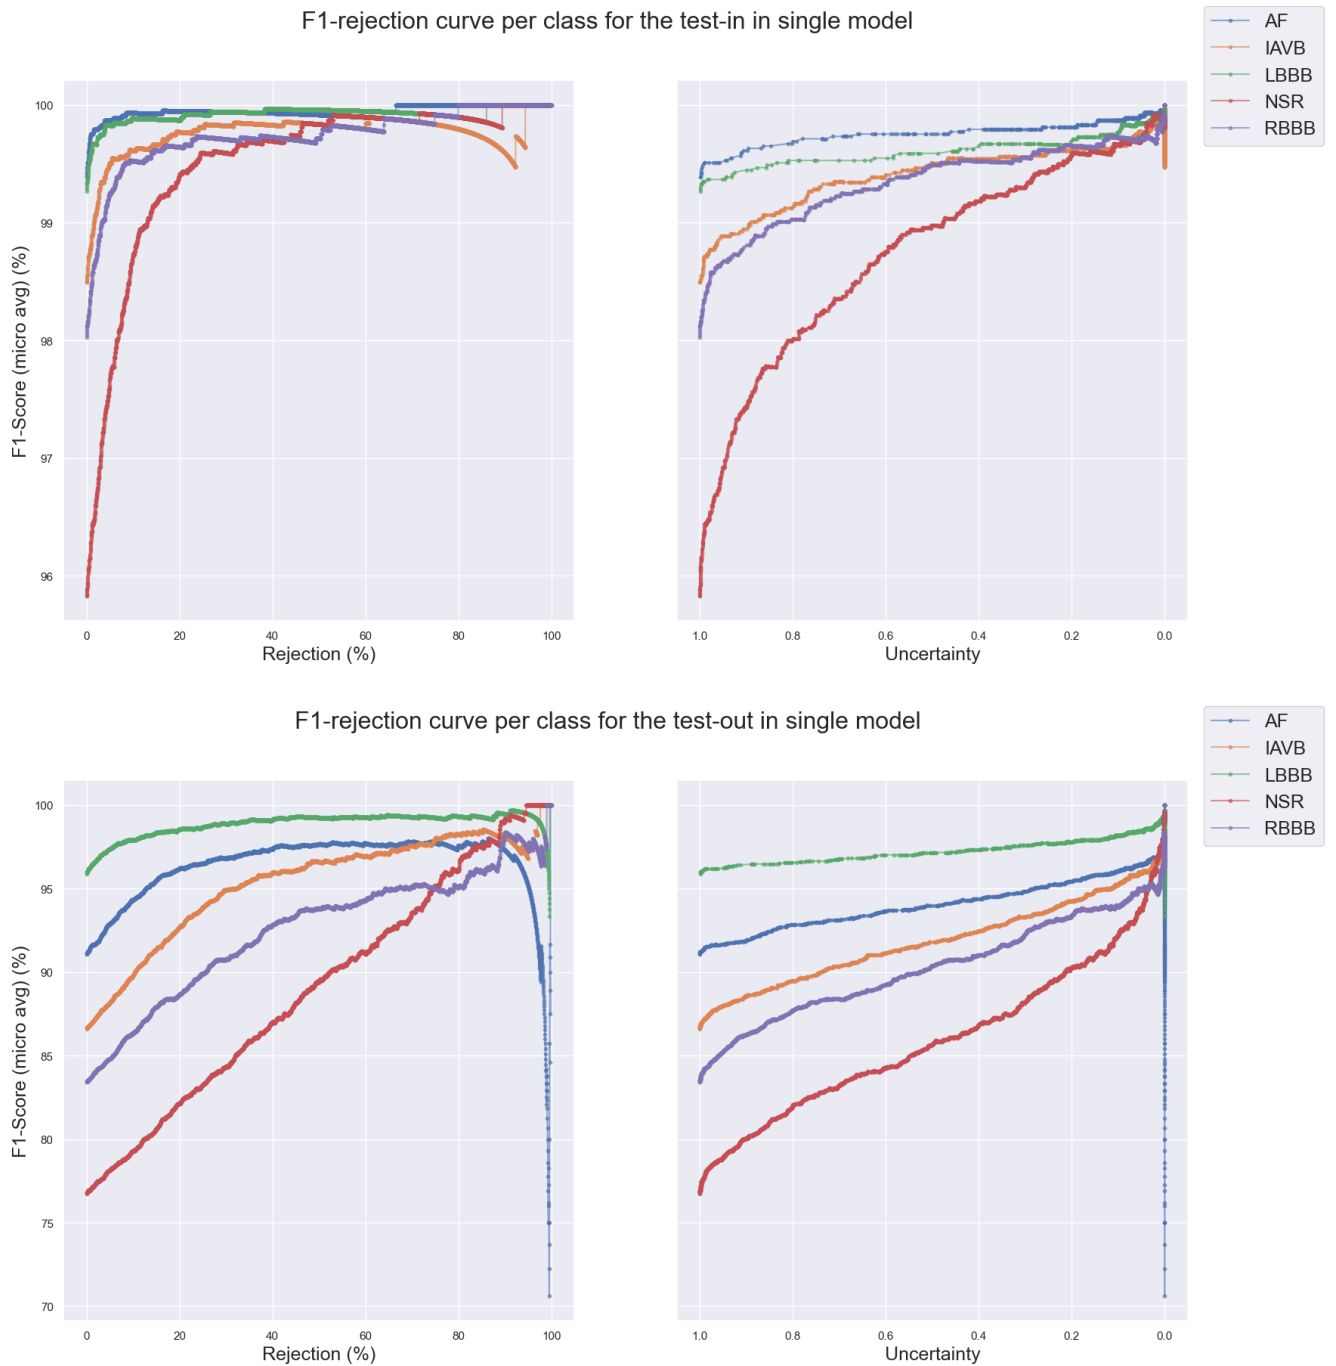 F1-rejection curve per class for the test-in in single model
AF
IAVB
LBBB
NSR
RBBB
F1-Score (micro avg) (%)
100
99
98
97
96
0 20 40 60 80 100
Rejection (%)
1.0 0.8 0.6 0.4 0.2 0.0
Uncertainty
F1-rejection curve per class for the test-out in single model
AF
IAVB
LBBB
NSR
RBBB
F1-Score (micro avg) (%)
100
95
90
85
80
75
70
0 20 40 60 80 100
Rejection (%)
1.0 0.8 0.6 0.4 0.2 0.0
Uncertainty